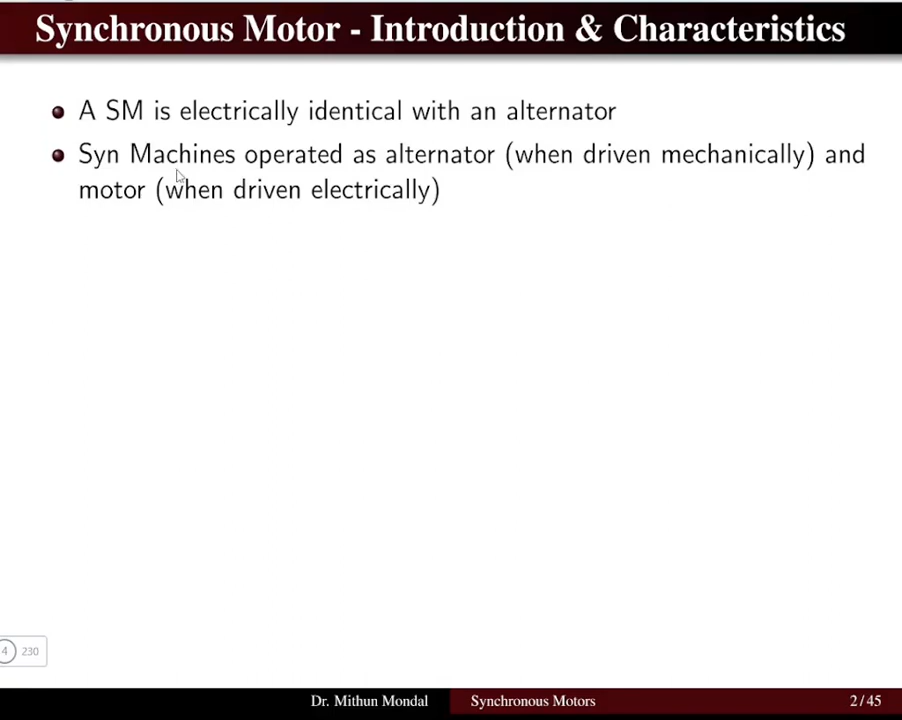 Synchronous Motor - Introduction & Characteristics
A SM is electrically identical with an alternator
Syn Machines operated as alternator (when driven mechanically) and
motor (when driven electrically)
4 230
Dr. Mithun Mondal Synchronous Motors 2 / 45